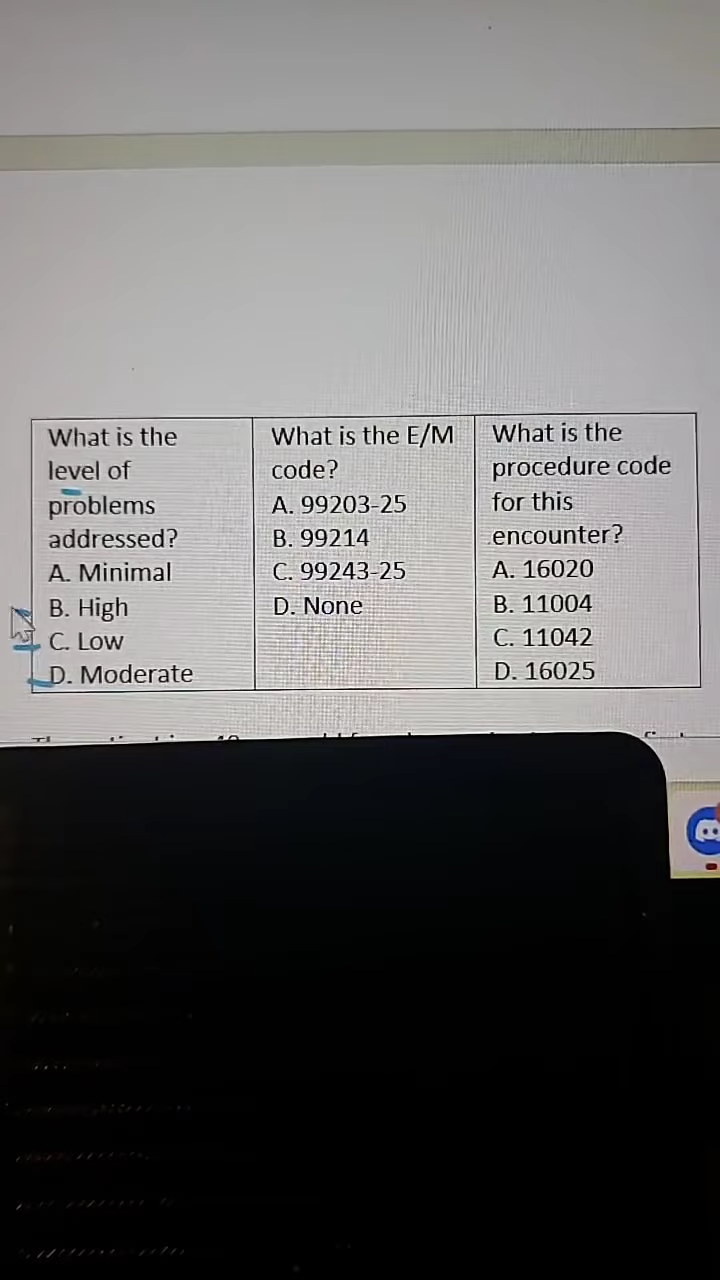 What is the
level of
problems
addressed?
A. Minimal
B. High
C. Low
D. Moderate
What is the E/M
code?
A. 99203-25
B. 99214
C. 99243-25
D. None
What is the
procedure code
for this
encounter?
A. 16020
B. 11004
C. 11042
D. 16025